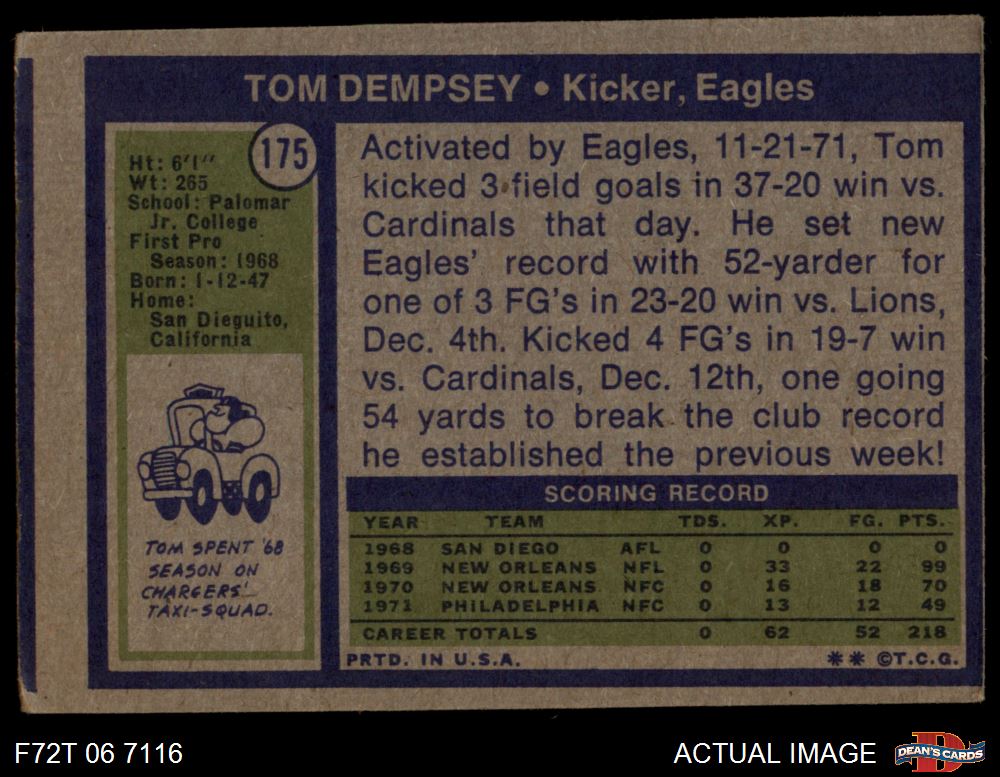 TOM DEMPSEY • Kicker, Eagles
175
Ht: 6'1"
Wt: 265
School: Palomar
Jr. College
First Pro
Season: 1968
Born: 1-12-47
Home:
San Dieguito,
California
TOM SPENT '68
SEASON ON
CHARGERS'
TAXI-SQUAD.
Activated by Eagles, 11-21-71, Tom
kicked 3 field goals in 37-20 win vs.
Cardinals that day. He set new
Eagles' record with 52-yarder for
one of 3 FG's in 23-20 win vs. Lions,
Dec. 4th. Kicked 4 FG's in 19-7 win
vs. Cardinals, Dec. 12th, one going
54 yards to break the club record
he established the previous week!
SCORING RECORD
YEAR TEAM TDS. XP. FG. PTS.
1968 SAN DIEGO AFL 0 0 0 0
1969 NEW ORLEANS NFL 0 33 22 99
1970 NEW ORLEANS NFC 0 16 18 70
1971 PHILADELPHIA NFC 0 13 12 49
CAREER TOTALS 0 62 52 218
PRTD. IN U.S.A. ** ©T.C.G.
F72T 06 7116
ACTUAL IMAGE
D
DEAN'S CARDS